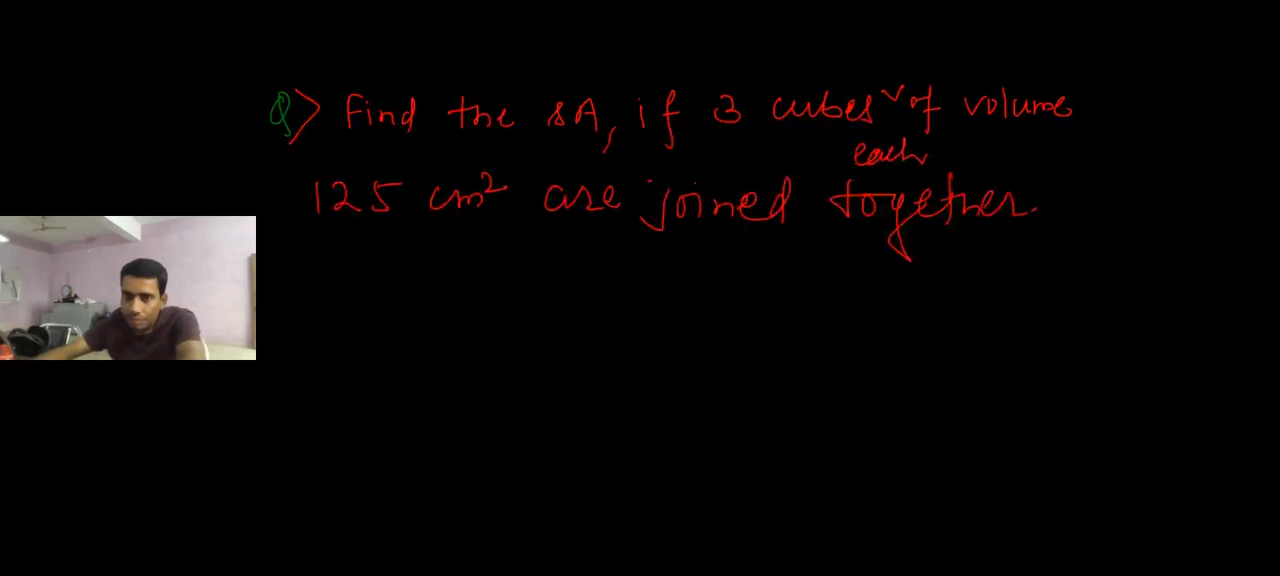 Q> Find the SA, if 3 cubes ˅ of volume
each
125 cm² are joined together.